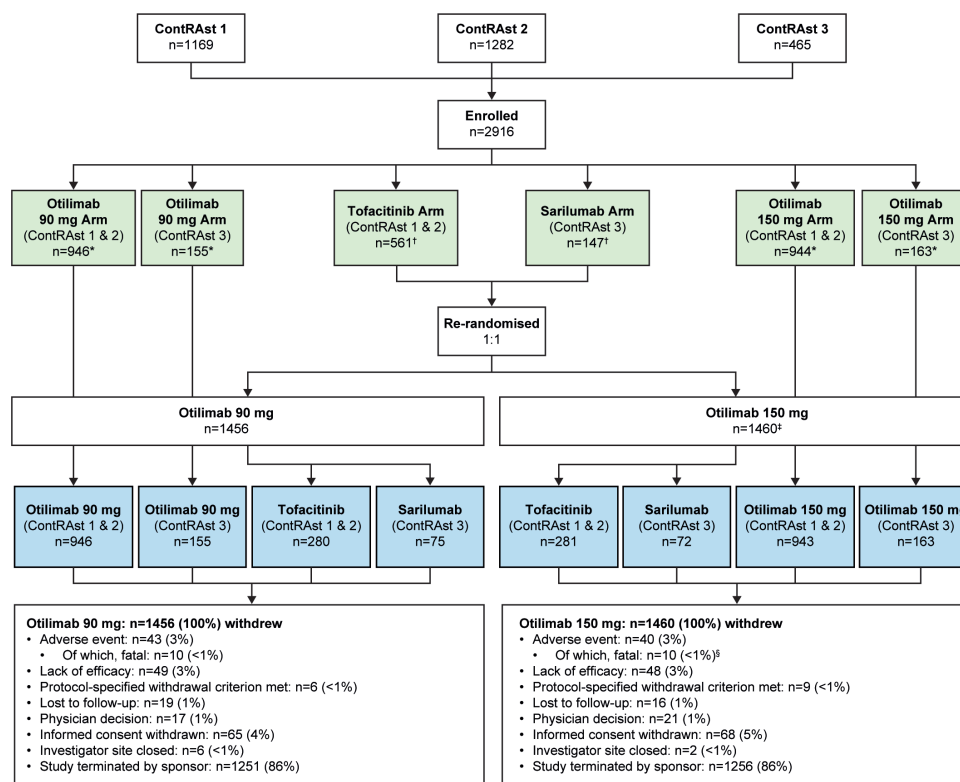 ContRAst 1
n=1169
ContRAst 2
n=1282
ContRAst 3
n=465
Enrolled
n=2916
Otilimab
90 mg Arm
(ContRAst 1 & 2)
n=946*
Otilimab
90 mg Arm
(ContRAst 3)
n=155*
Tofacitinib Arm
(ContRAst 1 & 2)
n=561†
Sarilumab Arm
(ContRAst 3)
n=147†
Otilimab
150 mg Arm
(ContRAst 1 & 2)
n=944*
Otilimab
150 mg Arm
(ContRAst 3)
n=163*
Re-randomised
1:1
Otilimab 90 mg
n=1456
Otilimab 150 mg
n=1460‡
Otilimab 90 mg
(ContRAst 1 & 2)
n=946
Otilimab 90 mg
(ContRAst 3)
n=155
Tofacitinib
(ContRAst 1 & 2)
n=280
Sarilumab
(ContRAst 3)
n=75
Tofacitinib
(ContRAst 1 & 2)
n=281
Sarilumab
(ContRAst 3)
n=72
Otilimab 150 mg
(ContRAst 1 & 2)
n=943
Otilimab 150 mg
(ContRAst 3)
n=163
Otilimab 90 mg: n=1456 (100%) withdrew
• Adverse event: n=43 (3%)
• Of which, fatal: n=10 (<1%)
• Lack of efficacy: n=49 (3%)
• Protocol-specified withdrawal criterion met: n=6 (<1%)
• Lost to follow-up: n=19 (1%)
• Physician decision: n=17 (1%)
• Informed consent withdrawn: n=65 (4%)
• Investigator site closed: n=6 (<1%)
• Study terminated by sponsor: n=1251 (86%)
Otilimab 150 mg: n=1460 (100%) withdrew
• Adverse event: n=40 (3%)
• Of which, fatal: n=10 (<1%)§
• Lack of efficacy: n=48 (3%)
• Protocol-specified withdrawal criterion met: n=9 (<1%)
• Lost to follow-up: n=16 (1%)
• Physician decision: n=21 (1%)
• Informed consent withdrawn: n=68 (5%)
• Investigator site closed: n=2 (<1%)
• Study terminated by sponsor: n=1256 (86%)